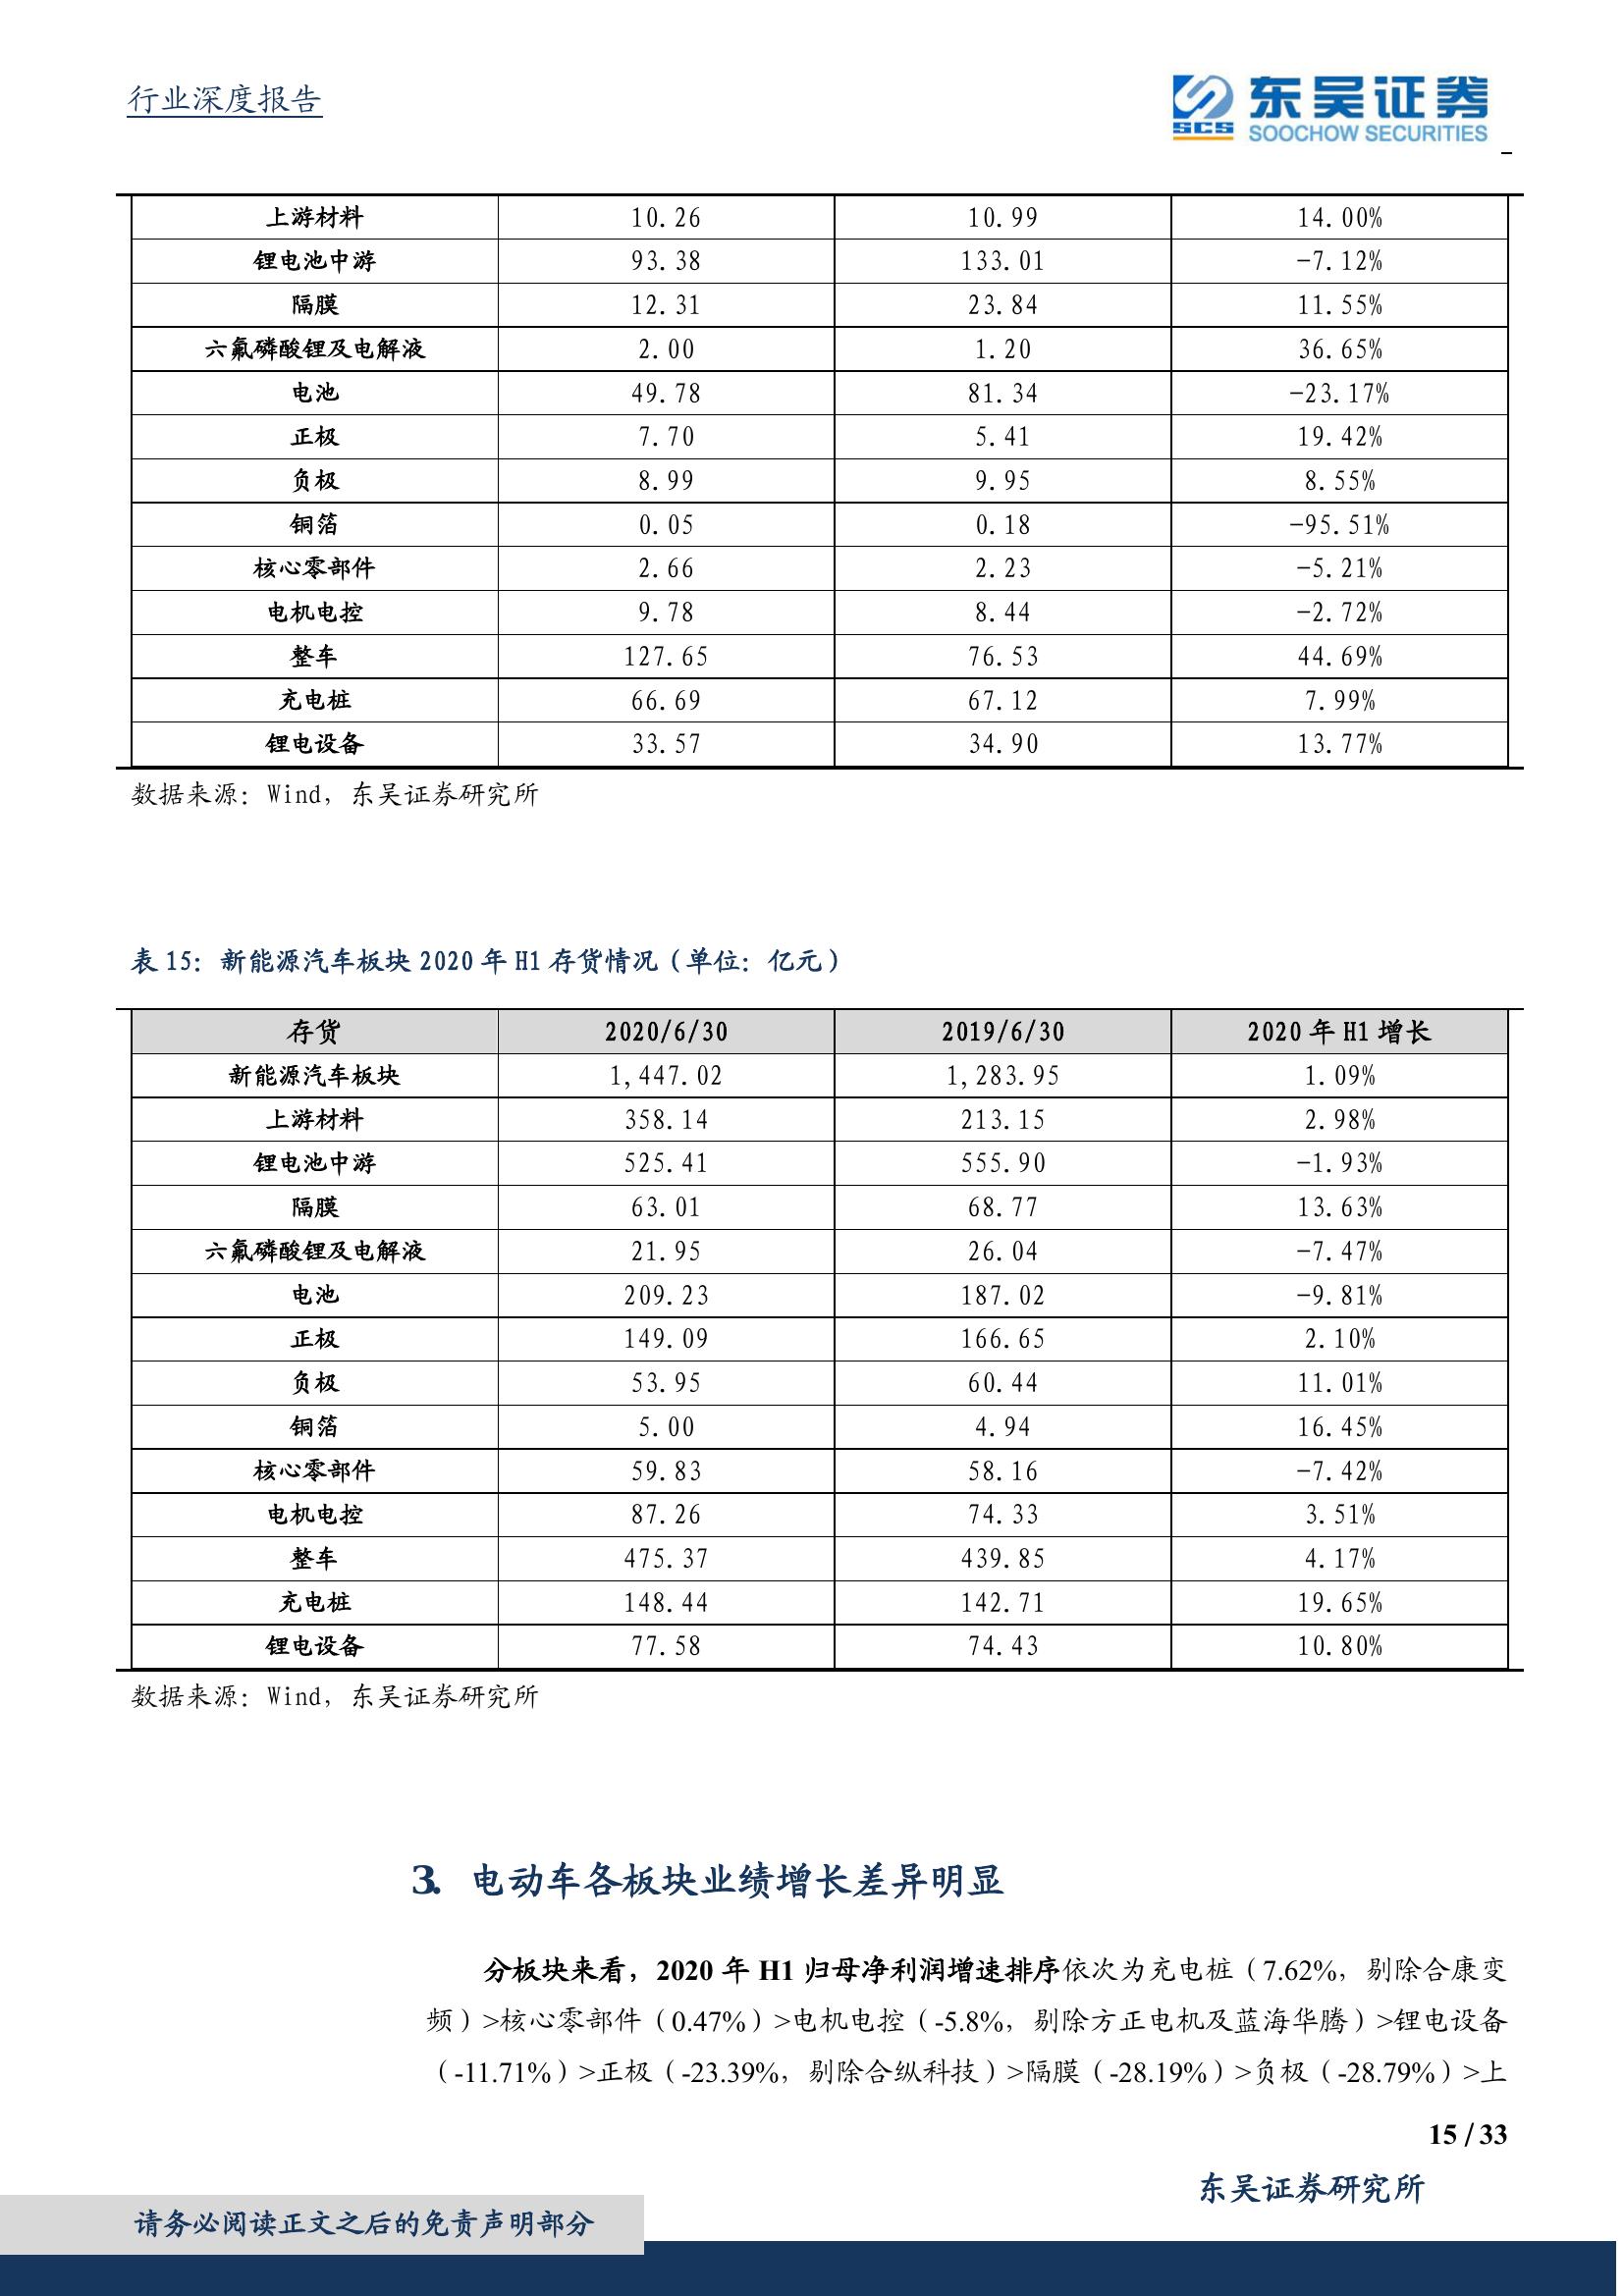 行业深度报告
东吴证券
SCS
SOOCHOW SECURITIES
上游材料 10.26 10.99 14.00%
锂电池中游 93.38 133.01 -7.12%
隔膜 12.31 23.84 11.55%
六氟磷酸锂及电解液 2.00 1.20 36.65%
电池 49.78 81.34 -23.17%
正极 7.70 5.41 19.42%
负极 8.99 9.95 8.55%
铜箔 0.05 0.18 -95.51%
核心零部件 2.66 2.23 -5.21%
电机电控 9.78 8.44 -2.72%
整车 127.65 76.53 44.69%
充电桩 66.69 67.12 7.99%
锂电设备 33.57 34.90 13.77%
数据来源：Wind，东吴证券研究所
表 15：新能源汽车板块 2020 年 H1 存货情况（单位：亿元）
存货 2020/6/30 2019/6/30 2020 年 H1 增长
新能源汽车板块 1,447.02 1,283.95 1.09%
上游材料 358.14 213.15 2.98%
锂电池中游 525.41 555.90 -1.93%
隔膜 63.01 68.77 13.63%
六氟磷酸锂及电解液 21.95 26.04 -7.47%
电池 209.23 187.02 -9.81%
正极 149.09 166.65 2.10%
负极 53.95 60.44 11.01%
铜箔 5.00 4.94 16.45%
核心零部件 59.83 58.16 -7.42%
电机电控 87.26 74.33 3.51%
整车 475.37 439.85 4.17%
充电桩 148.44 142.71 19.65%
锂电设备 77.58 74.43 10.80%
数据来源：Wind，东吴证券研究所
3. 电动车各板块业绩增长差异明显
分板块来看，2020 年 H1 归母净利润增速排序依次为充电桩（7.62%，剔除合康变
频）>核心零部件（0.47%）>电机电控（-5.8%，剔除方正电机及蓝海华腾）>锂电设备
（-11.71%）>正极（-23.39%，剔除合纵科技）>隔膜（-28.19%）>负极（-28.79%）>上
15 / 33
东吴证券研究所
请务必阅读正文之后的免责声明部分